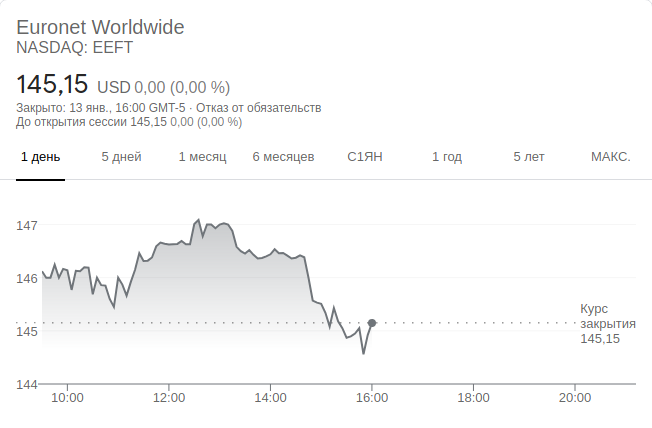 Euronet Worldwide
NASDAQ: EEFT
145,15 USD 0,00 (0,00 %)
Закрыто: 13 янв., 16:00 GMT-5 · Отказ от обязательств
До открытия сессии 145,15 0,00 (0,00 %)
1 день 5 дней 1 месяц 6 месяцев С1ЯН 1 год 5 лет МАКС.
147
146
Курс
закрытия
145
145,15
144
10:00 12:00 14:00 16:00 18:00 20:00